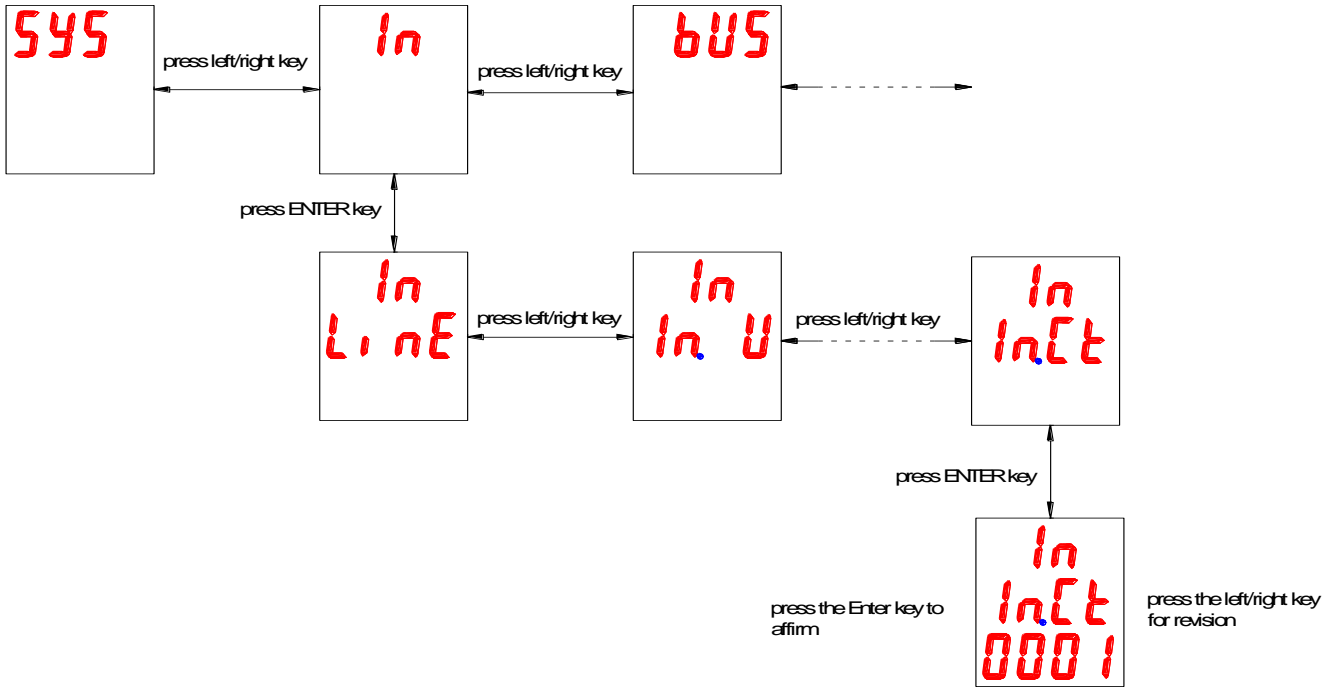 SYS
In
bUS
press left/right key
press left/right key
press ENTER key
In
LinE
In
In. U
In
In.Ct
press left/right key
press left/right key
press ENTER key
In
In.Ct
0001
press the Enter key to
affirm
press the left/right key
for revision